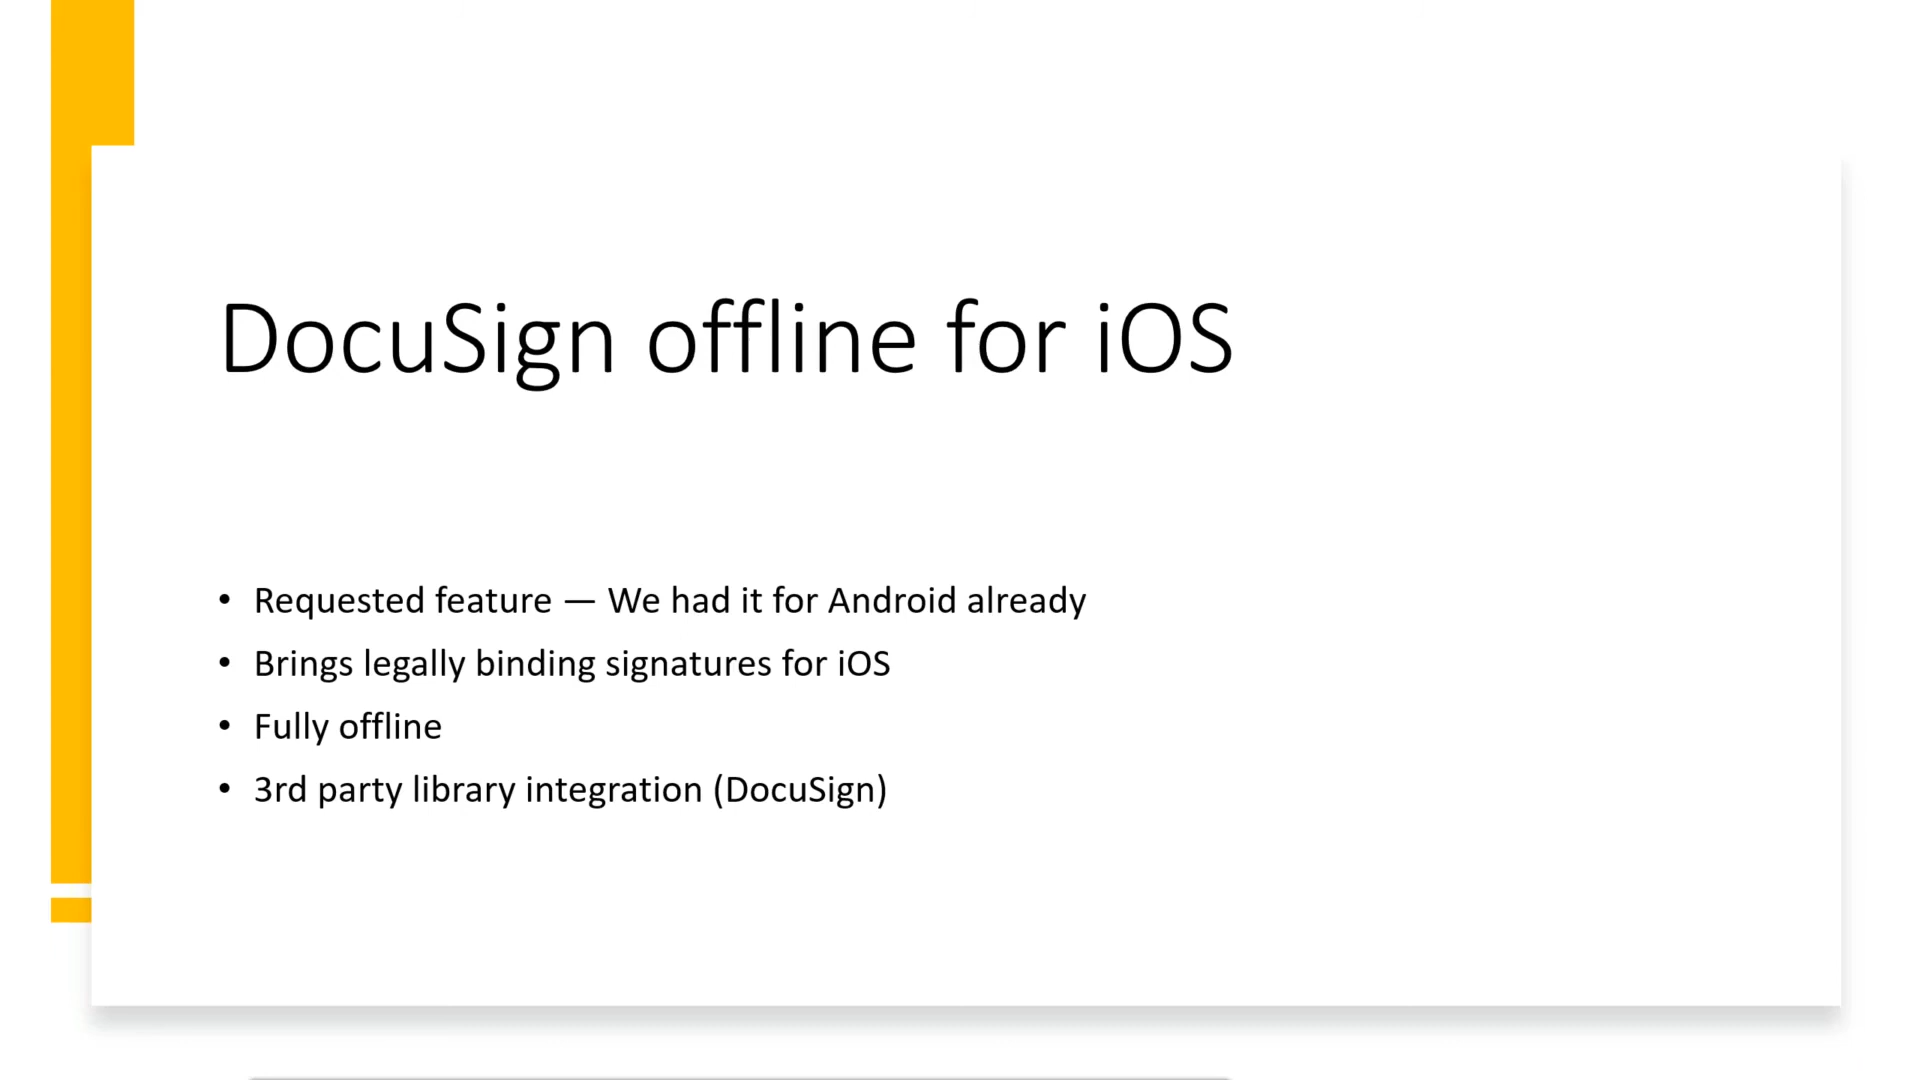 DocuSign offline for iOS
• Requested feature — We had it for Android already
• Brings legally binding signatures for iOS
• Fully offline
• 3rd party library integration (DocuSign)